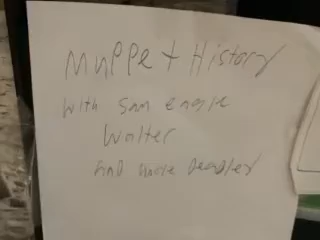 Muppet History
with Sam eagle
Walter
And uncle Deadley